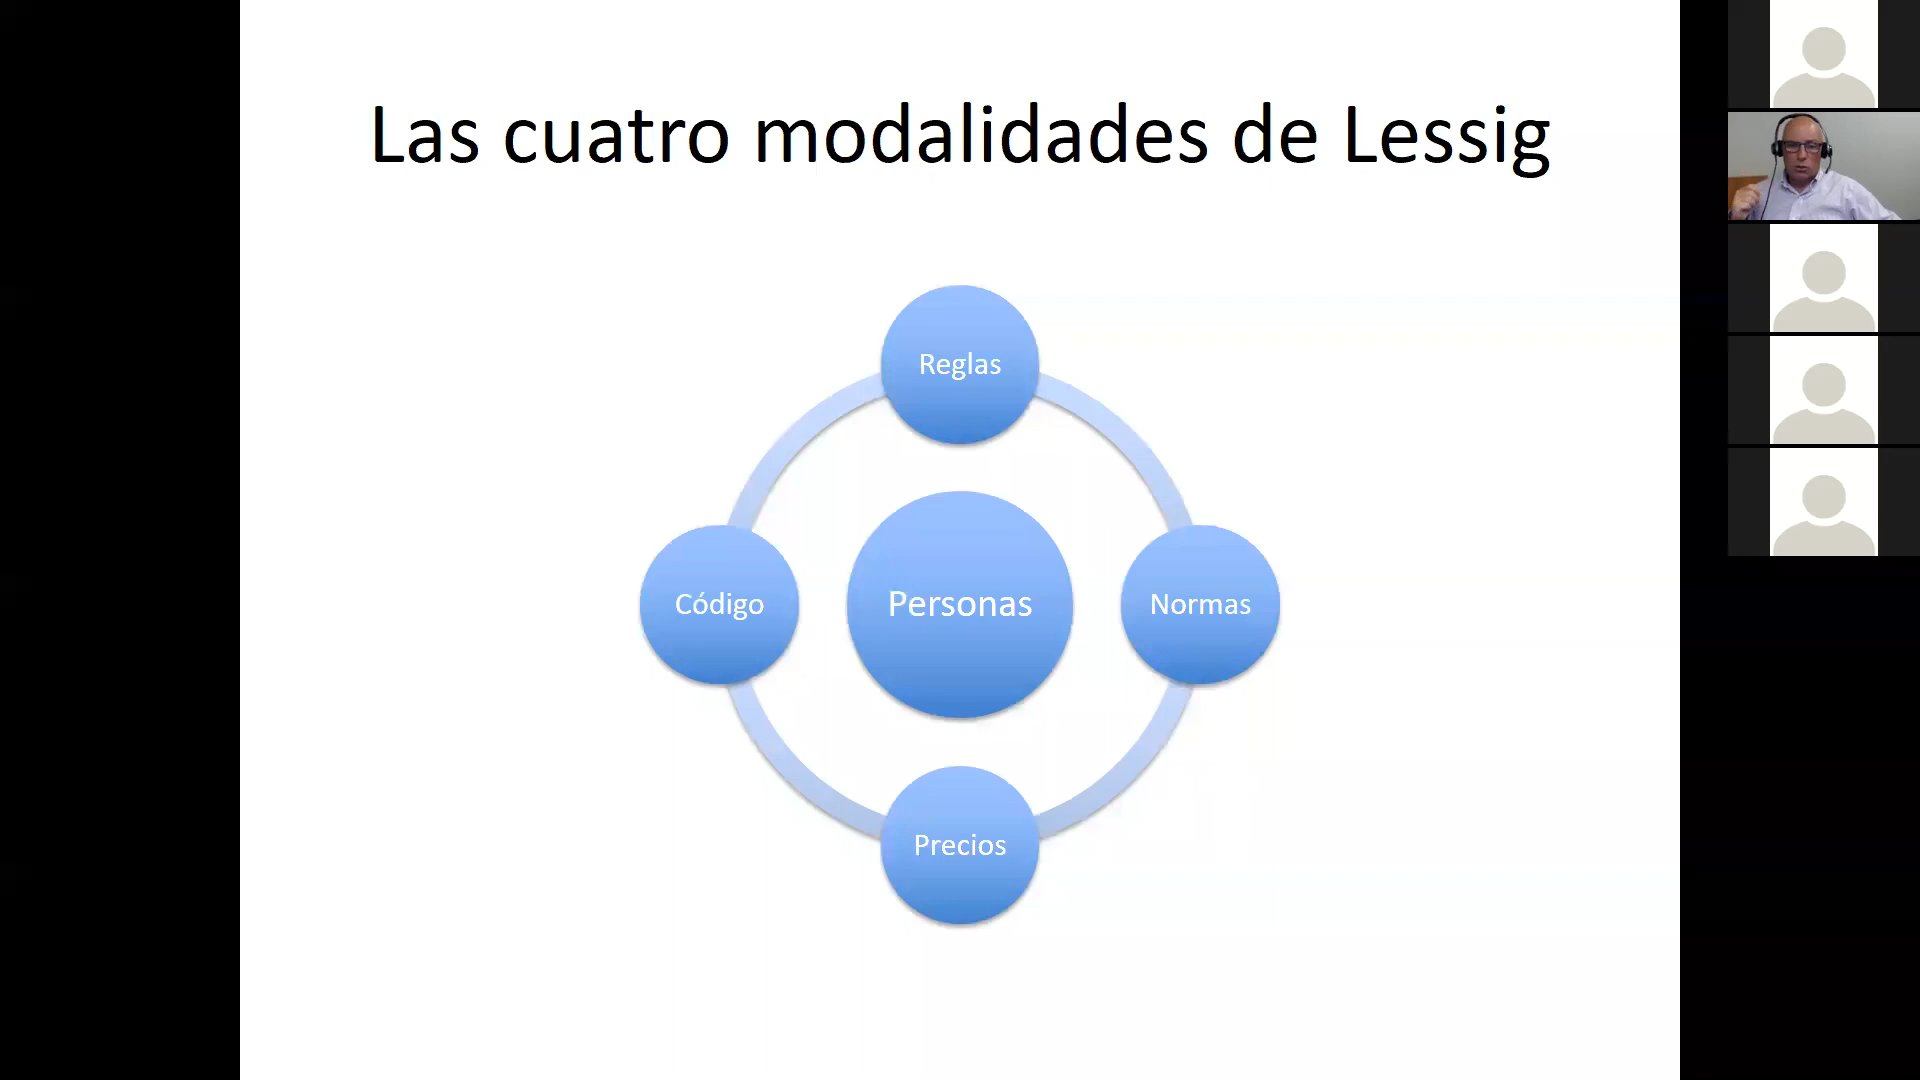 Las cuatro modalidades de Lessig
Reglas
Código
Personas
Normas
Precios